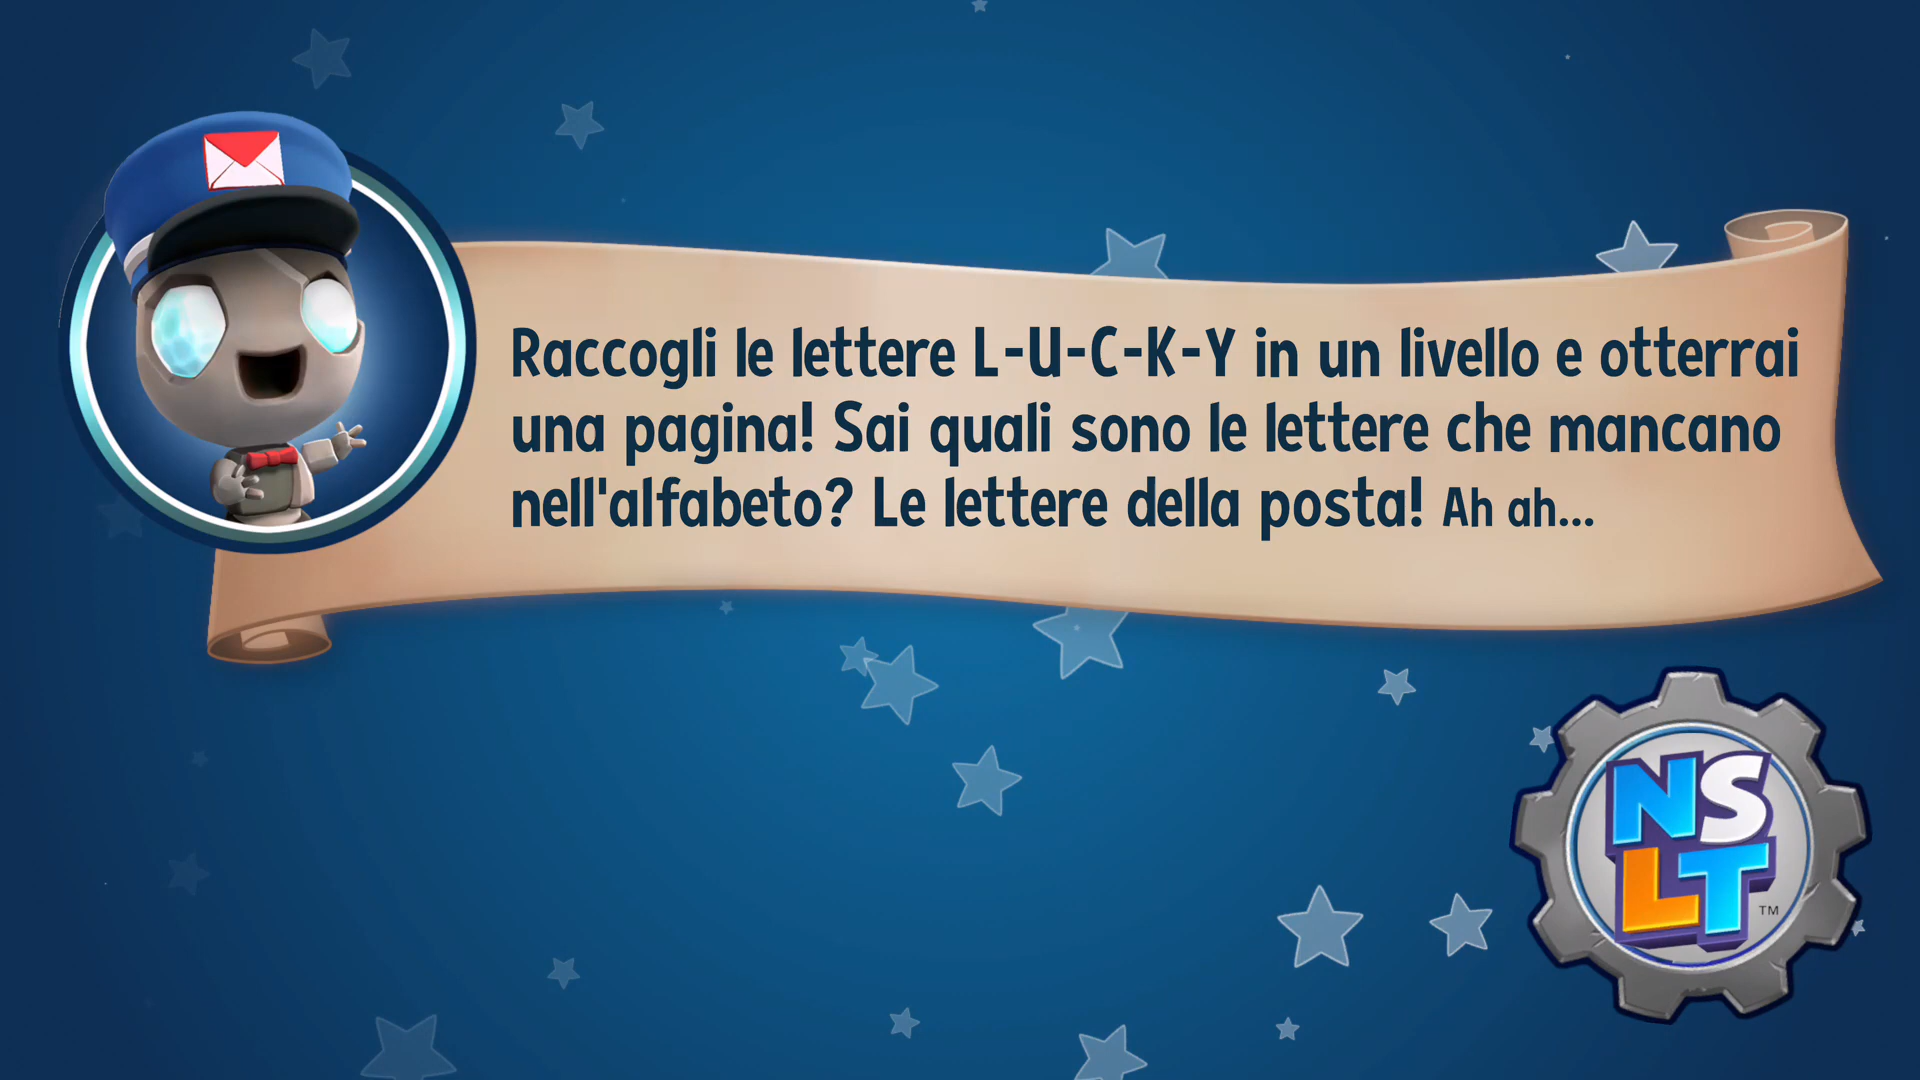 Raccogli le lettere L-U-C-K-Y in un livello e otterrai
una pagina! Sai quali sono le lettere che mancano
nell'alfabeto? Le lettere della posta! Ah ah...
NS
LT
TM